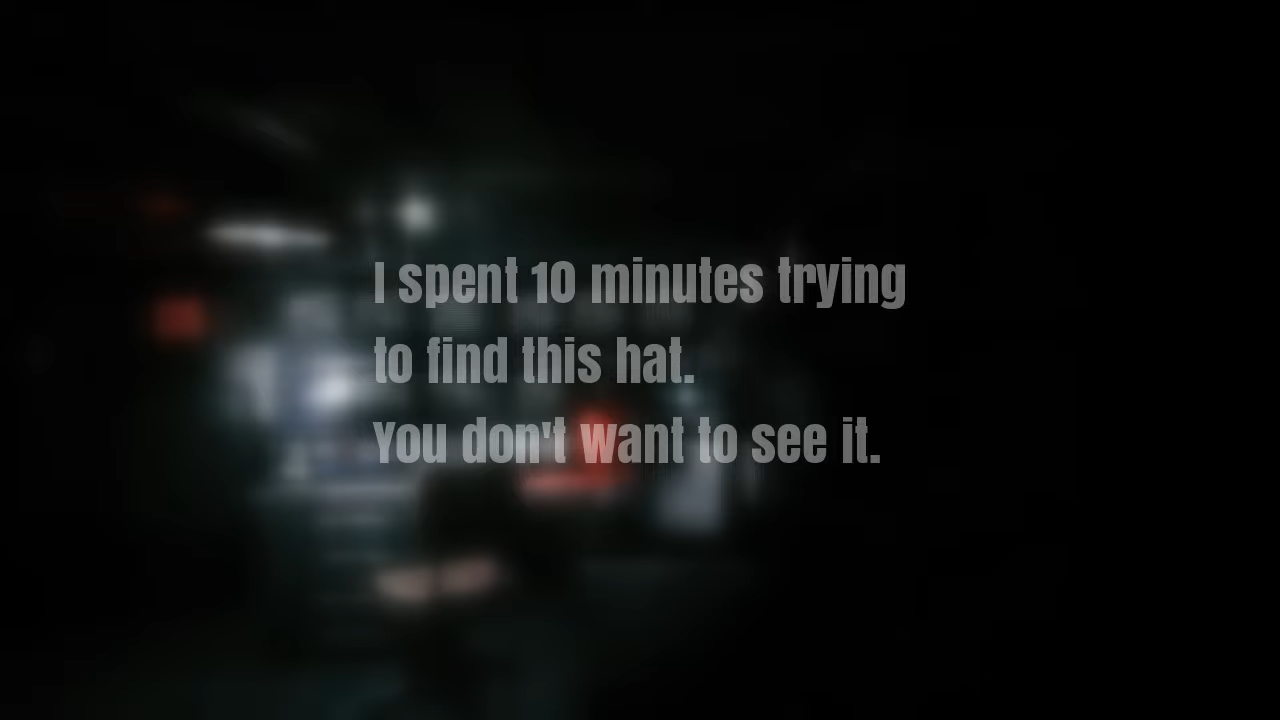 I spent 10 minutes trying
to find this hat.
You don't want to see it.